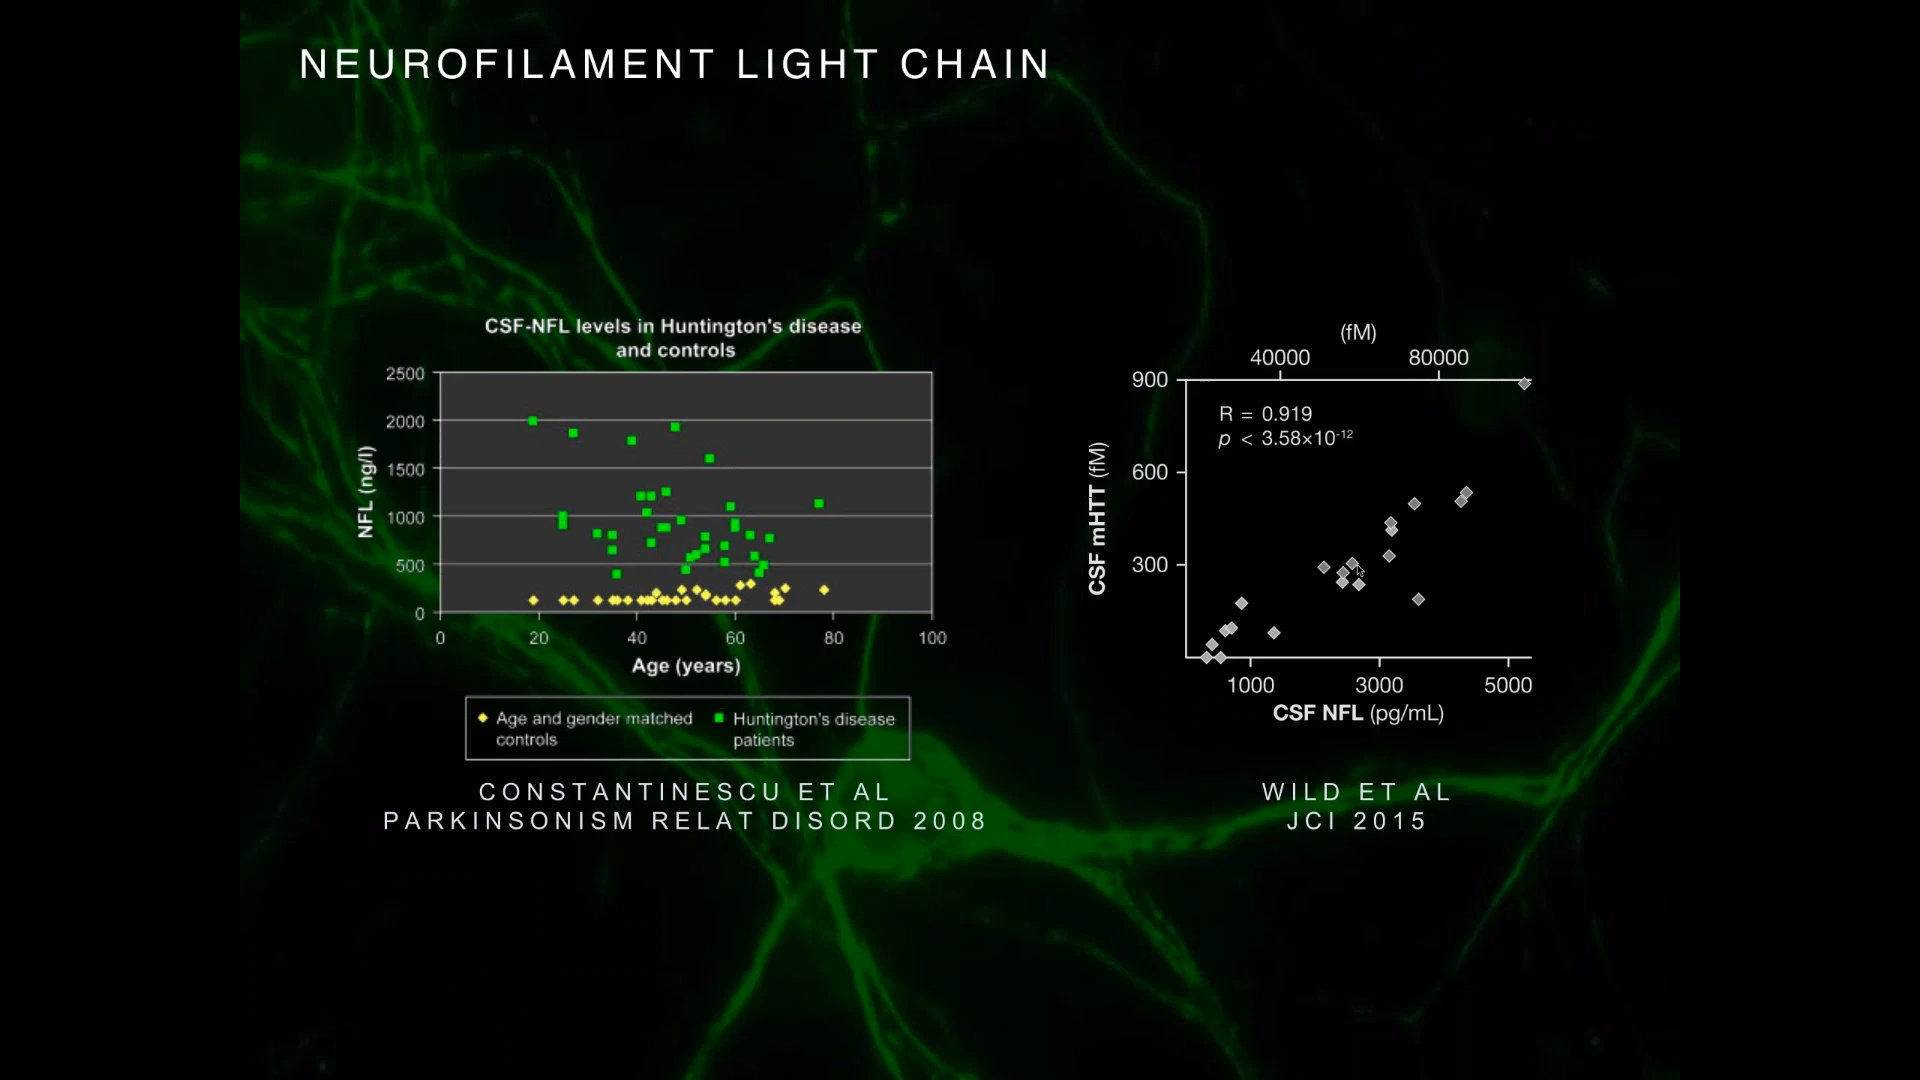 NEUROFILAMENT LIGHT CHAIN
CSF-NFL levels in Huntington's disease
and controls
2500
2000
1500
1000
500
0
NFL (ng/l)
0 20 40 60 80 100
Age (years)
Age and gender matched
controls
Huntington's disease
patients
CONSTANTINESCU ET AL
PARKINSONISM RELAT DISORD 2008
(fM)
40000 80000
900
600
300
R = 0.919
p < 3.58×10⁻¹²
CSF mHTT (fM)
1000 3000 5000
CSF NFL (pg/mL)
WILD ET AL
JCI 2015